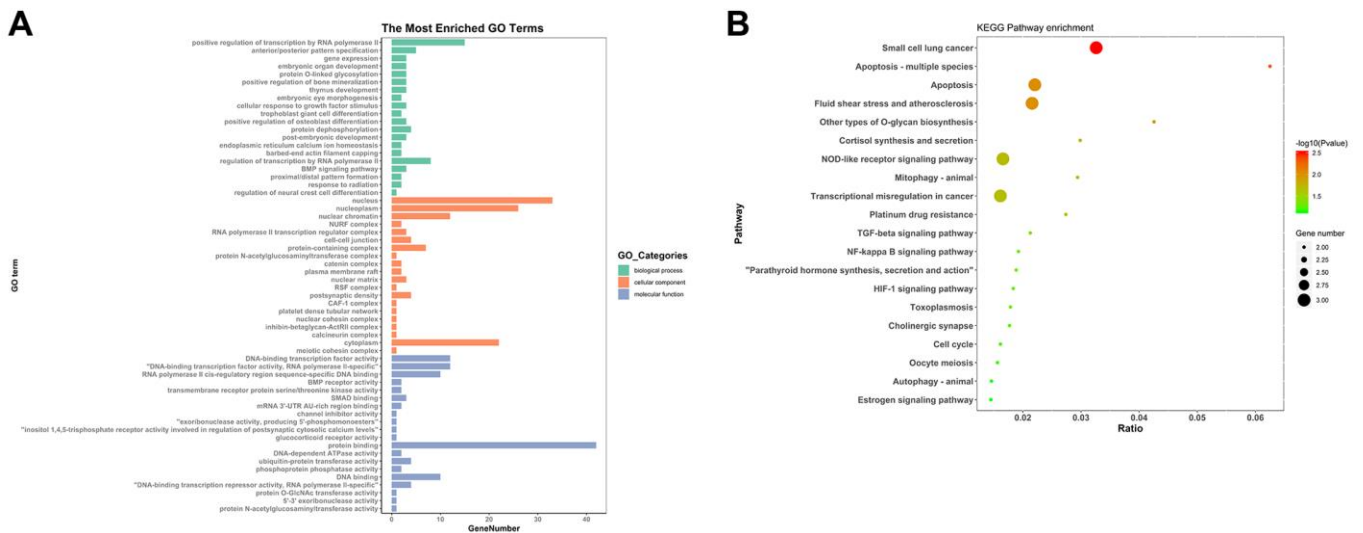 A
The Most Enriched GO Terms
GO term
positive regulation of transcription by RNA polymerase II
anterior/posterior pattern specification
gene expression
embryonic organ development
protein O-linked glycosylation
positive regulation of bone mineralization
thymus development
embryonic eye morphogenesis
cellular response to growth factor stimulus
trophoblast giant cell differentiation
positive regulation of osteoblast differentiation
protein dephosphorylation
post-embryonic development
endoplasmic reticulum calcium ion homeostasis
barbed-end actin filament capping
regulation of transcription by RNA polymerase II
BMP signaling pathway
proximal/distal pattern formation
response to radiation
regulation of neural crest cell differentiation
nucleus
nucleoplasm
nuclear chromatin
NURF complex
RNA polymerase II transcription regulator complex
cell-cell junction
protein-containing complex
protein N-acetylglucosaminyltransferase complex
catenin complex
plasma membrane raft
nuclear matrix
RSF complex
postsynaptic density
CAF-1 complex
platelet dense tubular network
nuclear cohesin complex
inhibin-betaglycan-ActRII complex
calcineurin complex
cytoplasm
meiotic cohesin complex
DNA-binding transcription factor activity
"DNA-binding transcription factor activity, RNA polymerase II-specific"
RNA polymerase II cis-regulatory region sequence-specific DNA binding
BMP receptor activity
transmembrane receptor protein serine/threonine kinase activity
SMAD binding
mRNA 3'-UTR AU-rich region binding
channel inhibitor activity
"exoribonuclease activity, producing 5'-phosphomonoesters"
"inositol 1,4,5-trisphosphate receptor activity involved in regulation of postsynaptic cytosolic calcium levels"
glucocorticoid receptor activity
protein binding
DNA-dependent ATPase activity
ubiquitin-protein transferase activity
phosphoprotein phosphatase activity
DNA binding
"DNA-binding transcription repressor activity, RNA polymerase II-specific"
protein O-GlcNAc transferase activity
5'-3' exoribonuclease activity
protein N-acetylglucosaminyltransferase activity
0 10 20 30 40
GeneNumber
GO_Categories
biological process
cellular component
molecular function
B
KEGG Pathway enrichment
Pathway
Small cell lung cancer
Apoptosis - multiple species
Apoptosis
Fluid shear stress and atherosclerosis
Other types of O-glycan biosynthesis
Cortisol synthesis and secretion
NOD-like receptor signaling pathway
Mitophagy - animal
Transcriptional misregulation in cancer
Platinum drug resistance
TGF-beta signaling pathway
NF-kappa B signaling pathway
"Parathyroid hormone synthesis, secretion and action"
HIF-1 signaling pathway
Toxoplasmosis
Cholinergic synapse
Cell cycle
Oocyte meiosis
Autophagy - animal
Estrogen signaling pathway
0.02 0.03 0.04 0.05 0.06
Ratio
-log10(Pvalue)
2.5
2.0
1.5
Gene number
2.00
2.25
2.50
2.75
3.00